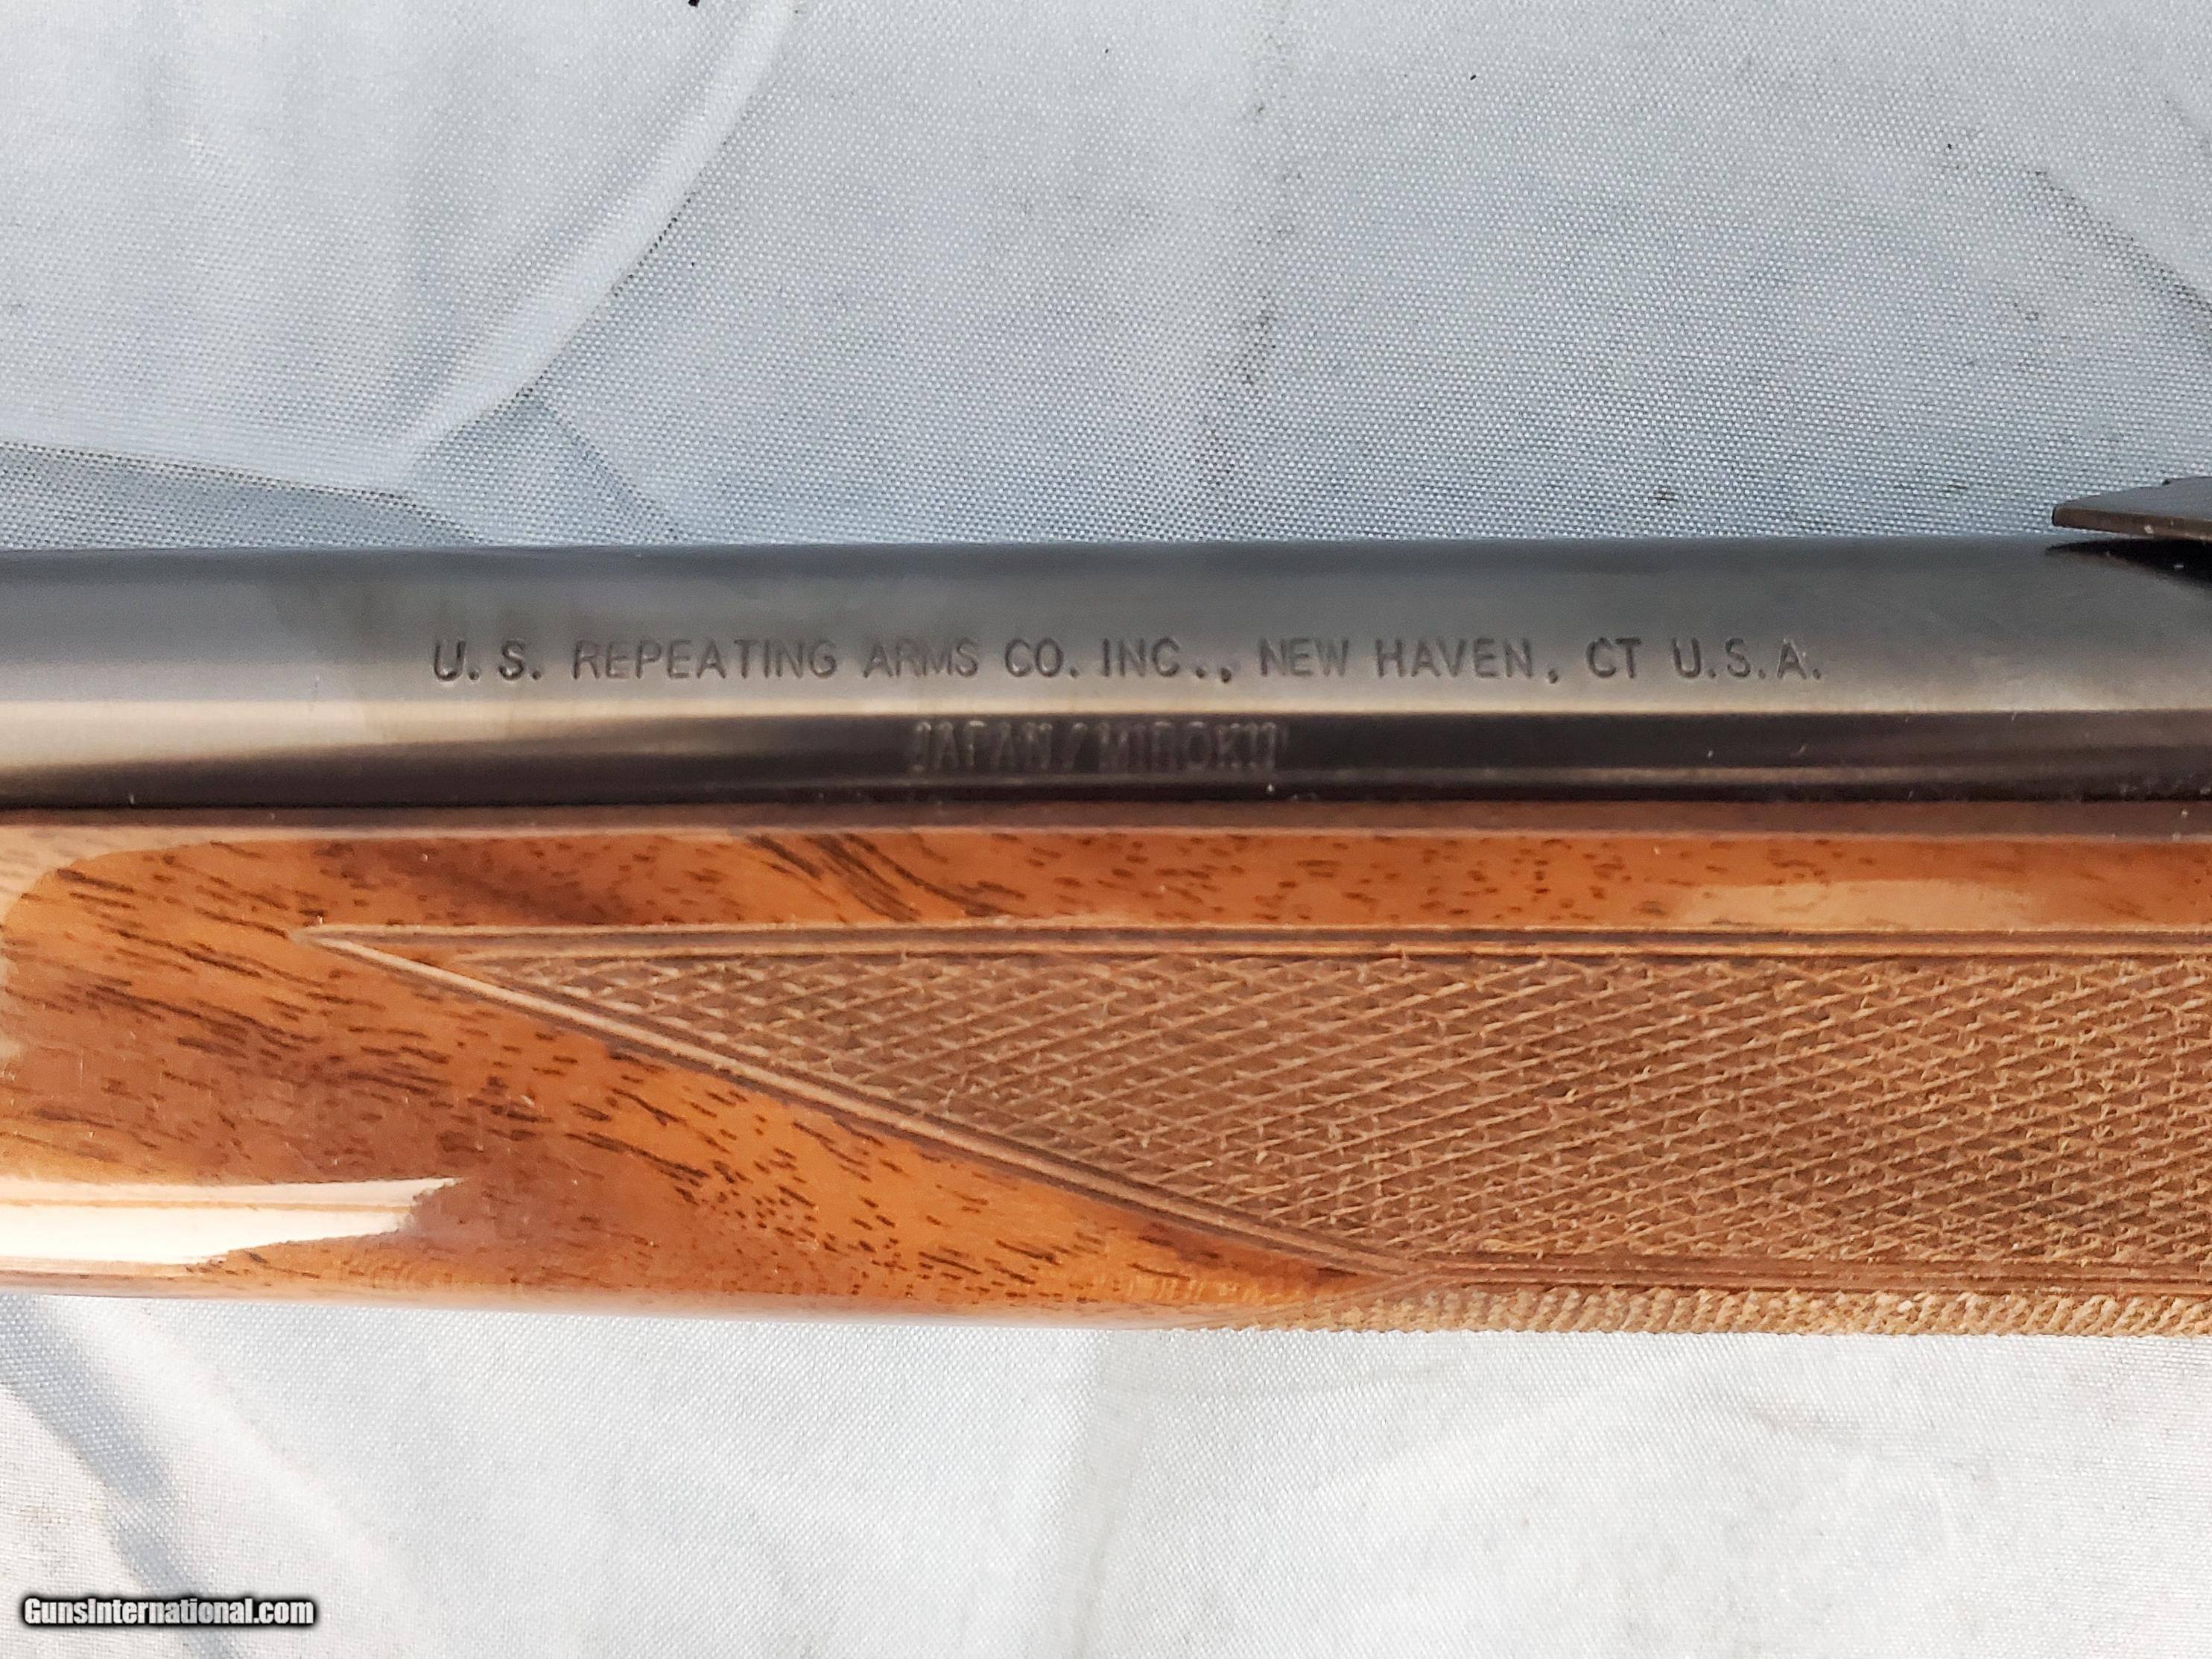 U. S. REPEATING ARMS CO. INC., NEW HAVEN, CT U.S.A.
JAPAN/MIROKU
GunsInternational.com